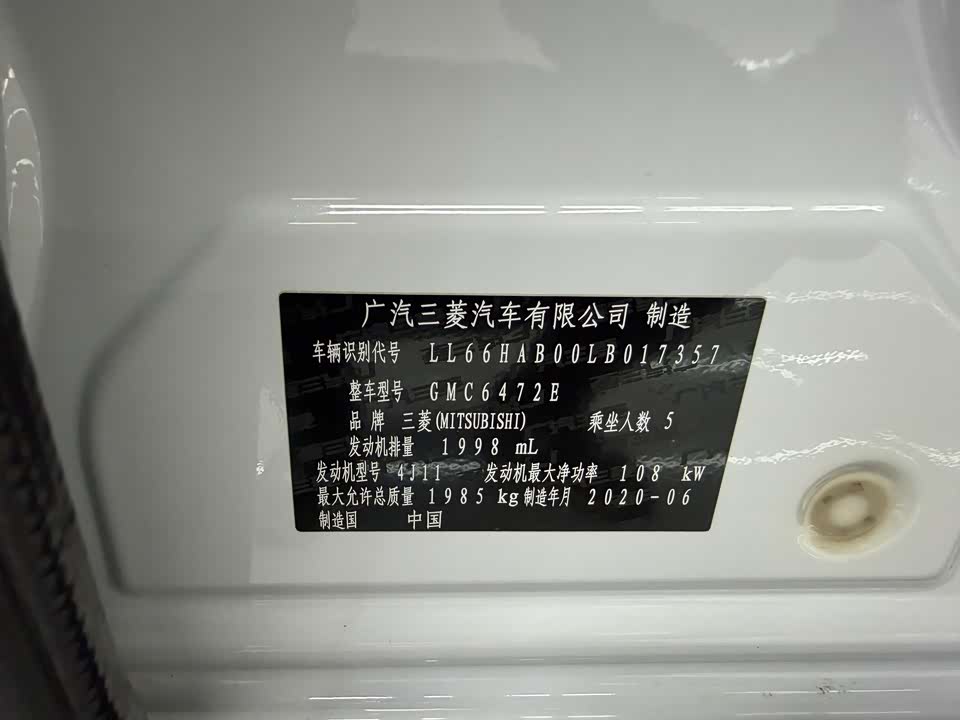 广汽三菱汽车有限公司 制造
车辆识别代号 LL66HAB00LB017357
整车型号 GMC6472E
品牌 三菱(MITSUBISHI) 乘坐人数 5
发动机排量 1998 mL
发动机型号 4J11 发动机最大净功率 108 kW
最大允许总质量 1985 kg 制造年月 2020-06
制造国 中国